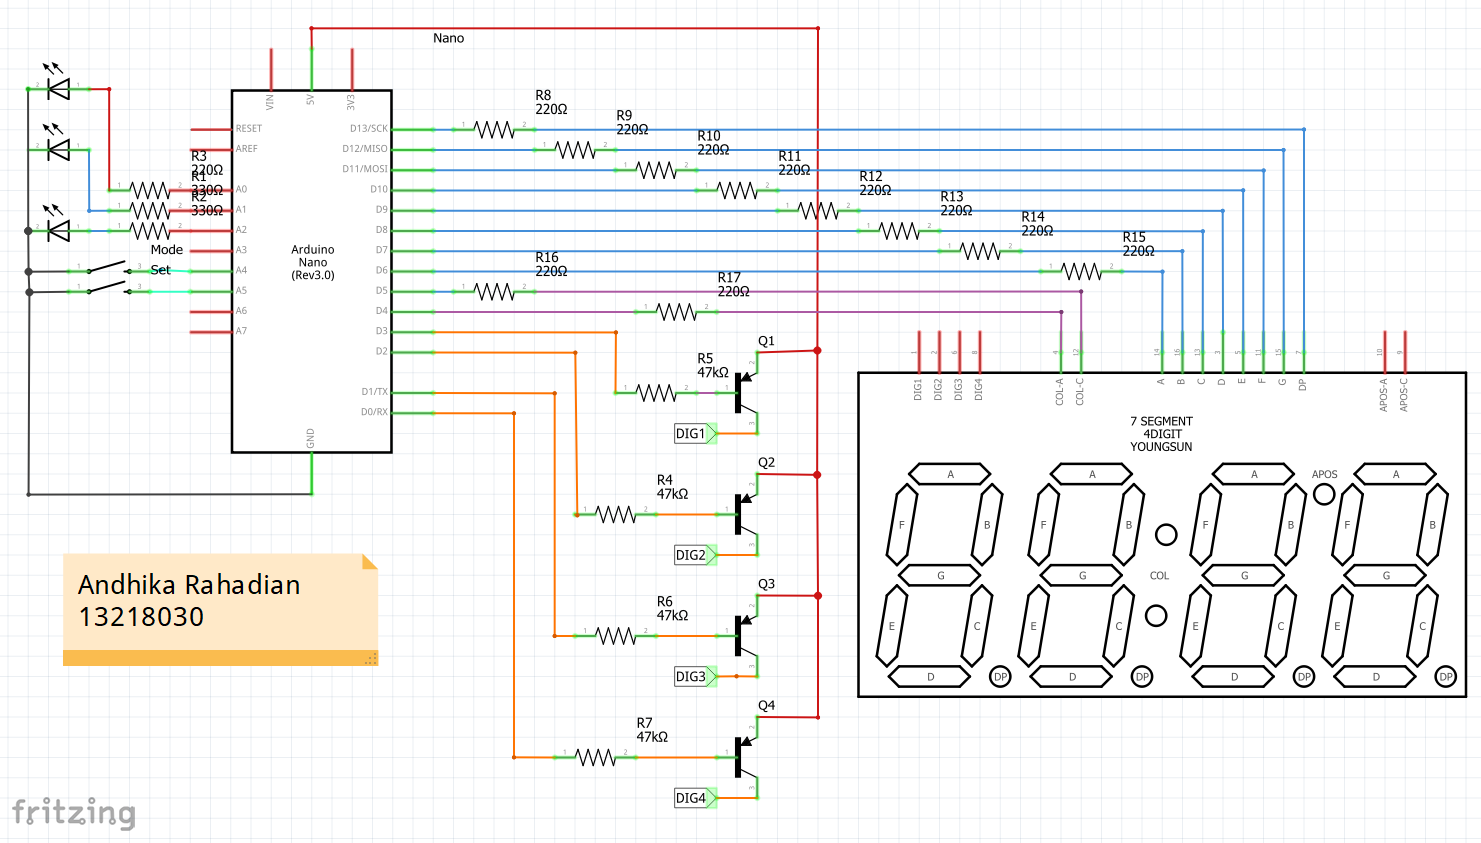 Nano
VIN
5V
3V3
R8
220Ω
R9
220Ω
R10
220Ω
R11
220Ω
R12
220Ω
R13
220Ω
R14
220Ω
R15
220Ω
R16
220Ω
R17
220Ω
R3
220Ω
R1
330Ω
R2
330Ω
Mode
Set
RESET
AREF
A0
A1
A2
A3
A4
A5
A6
A7
Arduino
Nano
(Rev3.0)
D13/SCK
D12/MISO
D11/MOSI
D10
D9
D8
D7
D6
D5
D4
D3
D2
D1/TX
D0/RX
GND
Q1
R5
47kΩ
DIG1
Q2
R4
47kΩ
DIG2
Q3
R6
47kΩ
DIG3
Q4
R7
47kΩ
DIG4
DIG1
DIG2
DIG3
DIG4
COL-A
COL-C
A
B
C
D
E
F
G
DP
APOS-A
APOS-C
7 SEGMENT
4DIGIT
YOUNGSUN
A A A APOS A
F B F B F B F B
G G COL G G
E C E C E C E C
D DP D DP D DP D DP
Andhika Rahadian
13218030
fritzing